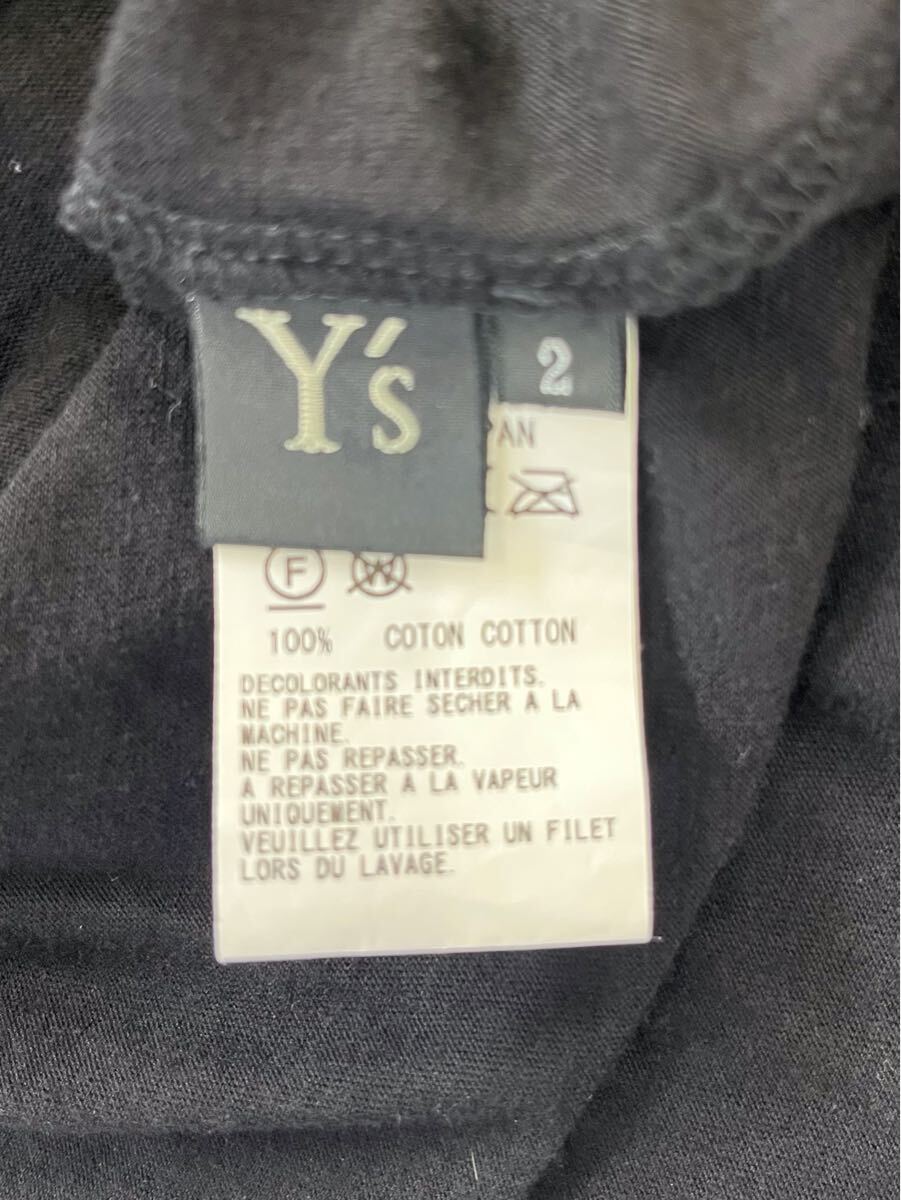 Y's
2
F W
100% COTON COTTON
DECOLORANTS INTERDITS.
NE PAS FAIRE SECHER A LA
MACHINE.
NE PAS REPASSER.
A REPASSER A LA VAPEUR
UNIQUEMENT.
VEUILLEZ UTILISER UN FILET
LORS DU LAVAGE.